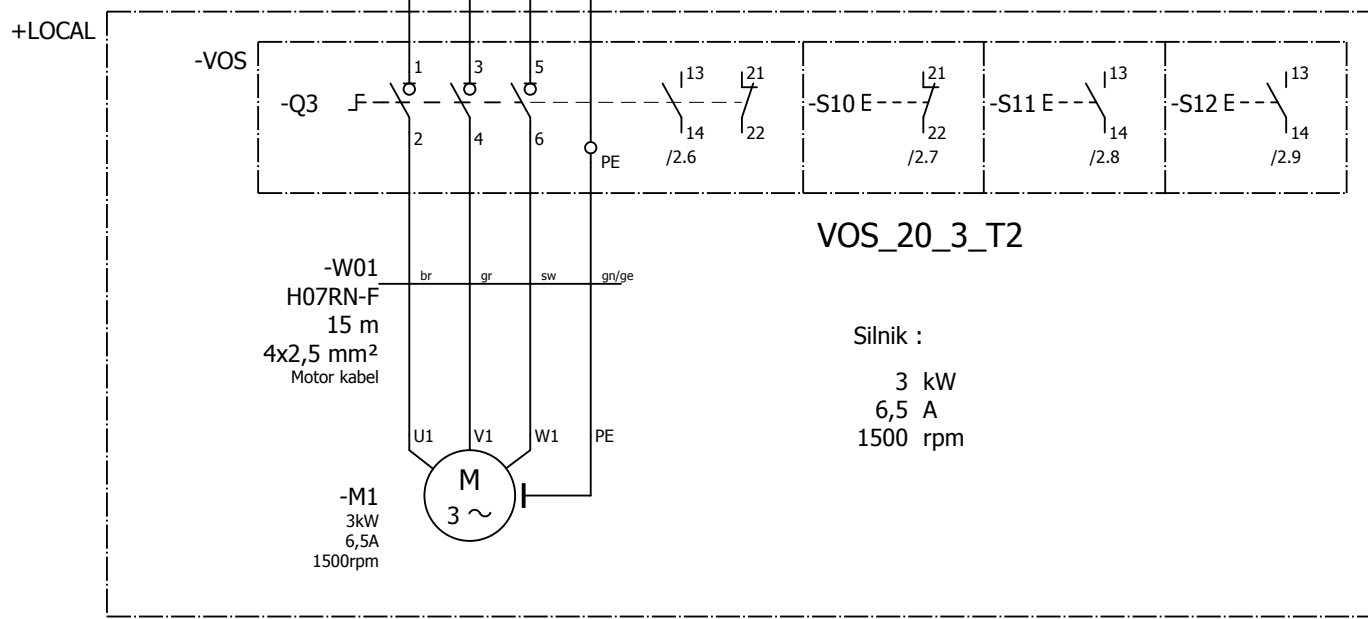 +LOCAL
-VOS
1 3 5 13 21 21 13 13
-Q3 -S10 E -S11 E -S12 E
2 4 6 14 22 22 14 14
PE /2.6 /2.7 /2.8 /2.9
VOS_20_3_T2
-W01 br gr sw gn/ge
H07RN-F
15 m
4x2,5 mm²
Motor kabel
Silnik :
3 kW
6,5 A
1500 rpm
U1 V1 W1 PE
M
3 ~
-M1
3kW
6,5A
1500rpm